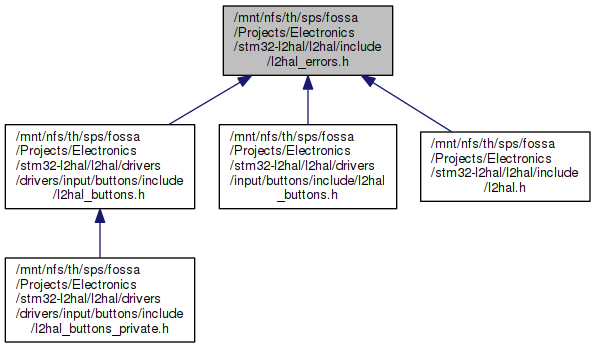 /mnt/nfs/th/sps/fossa
/Projects/Electronics
/stm32-l2hal/l2hal/include
/l2hal_errors.h
/mnt/nfs/th/sps/fossa
/Projects/Electronics
/stm32-l2hal/l2hal/drivers
/drivers/input/buttons/include
/l2hal_buttons.h
/mnt/nfs/th/sps/fossa
/Projects/Electronics
/stm32-l2hal/l2hal/drivers
/input/buttons/include/l2hal
_buttons.h
/mnt/nfs/th/sps/fossa
/Projects/Electronics
/stm32-l2hal/l2hal/include
/l2hal.h
/mnt/nfs/th/sps/fossa
/Projects/Electronics
/stm32-l2hal/l2hal/drivers
/drivers/input/buttons/include
/l2hal_buttons_private.h